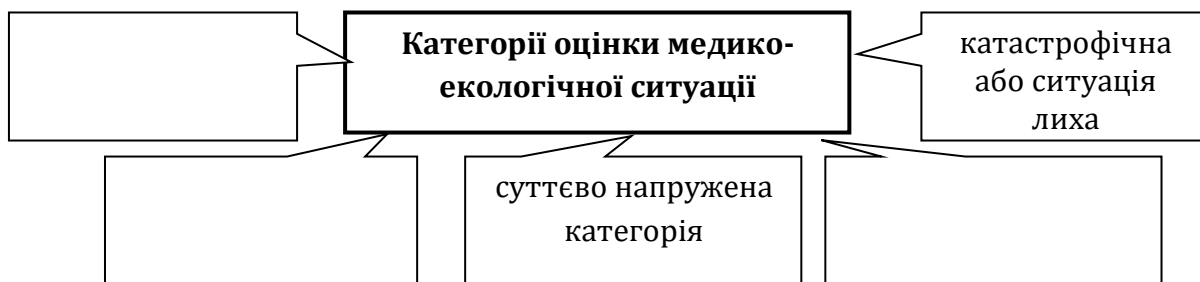 Категорії оцінки медико-
екологічної ситуації
катастрофічна
або ситуація
лиха
суттєво напружена
категорія